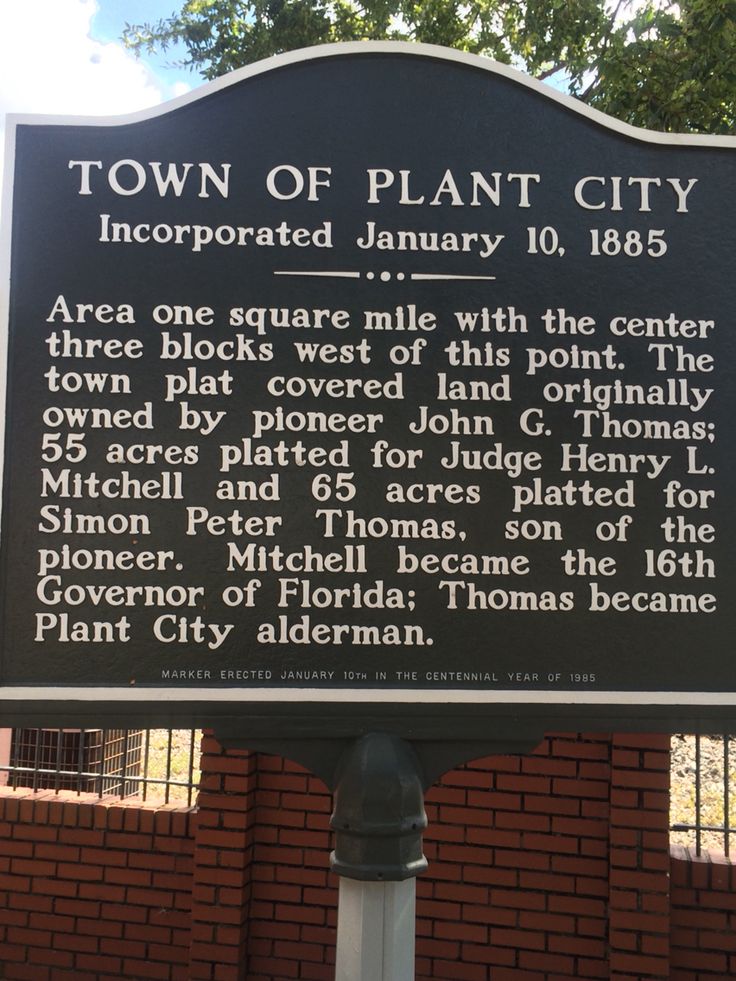 TOWN OF PLANT CITY
Incorporated January 10, 1885
Area one square mile with the center
three blocks west of this point. The
town plat covered land originally
owned by pioneer John G. Thomas;
55 acres platted for Judge Henry L.
Mitchell and 65 acres platted for
Simon Peter Thomas, son of the
pioneer. Mitchell became the 16th
Governor of Florida; Thomas became
Plant City alderman.
MARKER ERECTED JANUARY 10TH IN THE CENTENNIAL YEAR OF 1985